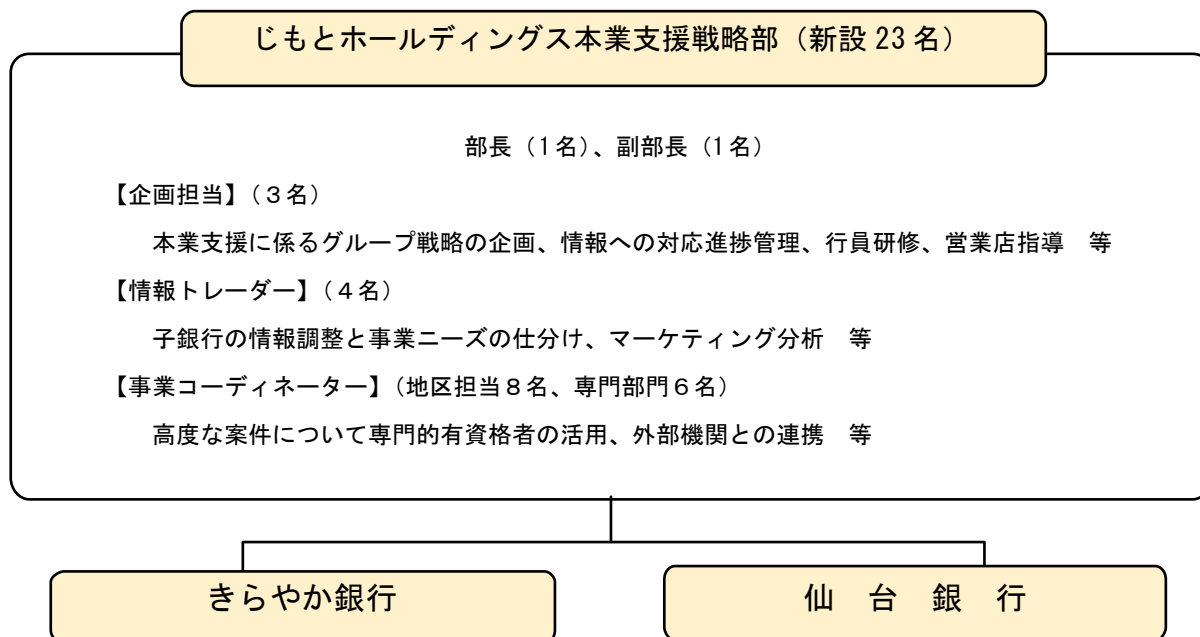 じもとホールディングス本業支援戦略部（新設 23 名）
部長（1 名）、副部長（1 名）
【企画担当】（３名）
本業支援に係るグループ戦略の企画、情報への対応進捗管理、行員研修、営業店指導　等
【情報トレーダー】（４名）
子銀行の情報調整と事業ニーズの仕分け、マーケティング分析　等
【事業コーディネーター】（地区担当８名、専門部門６名）
高度な案件について専門的有資格者の活用、外部機関との連携　等
きらやか銀行
仙　台　銀　行